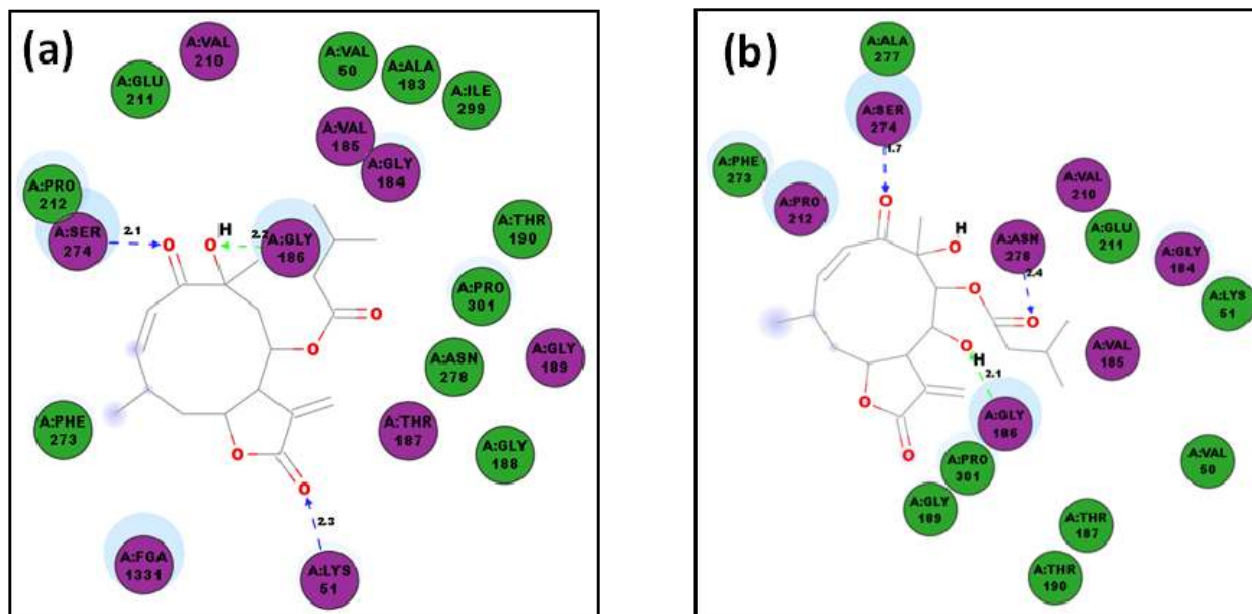 (a)
A:VAL
210
A:GLU
211
A:VAL
50
A:ALA
183
A:ILE
299
A:VAL
185
A:GLY
184
A:PRO
212
A:SER
274
2.1
O
H
O
2.2
A:GLY
186
A:THR
190
A:PRO
301
O
O
A:ASN
278
A:GLY
189
A:PHE
273
A:THR
187
A:GLY
188
O
O
2.3
A:FGA
1331
A:LYS
51
(b)
A:ALA
277
A:SER
274
1.7
A:PHE
273
A:PRO
212
O
H
O
A:VAL
210
A:GLU
211
A:ASN
278
2.4
A:GLY
184
A:LYS
51
O
O
A:VAL
185
O
H
2.1
O
O
A:GLY
186
A:PRO
301
A:GLY
189
A:VAL
50
A:THR
187
A:THR
190